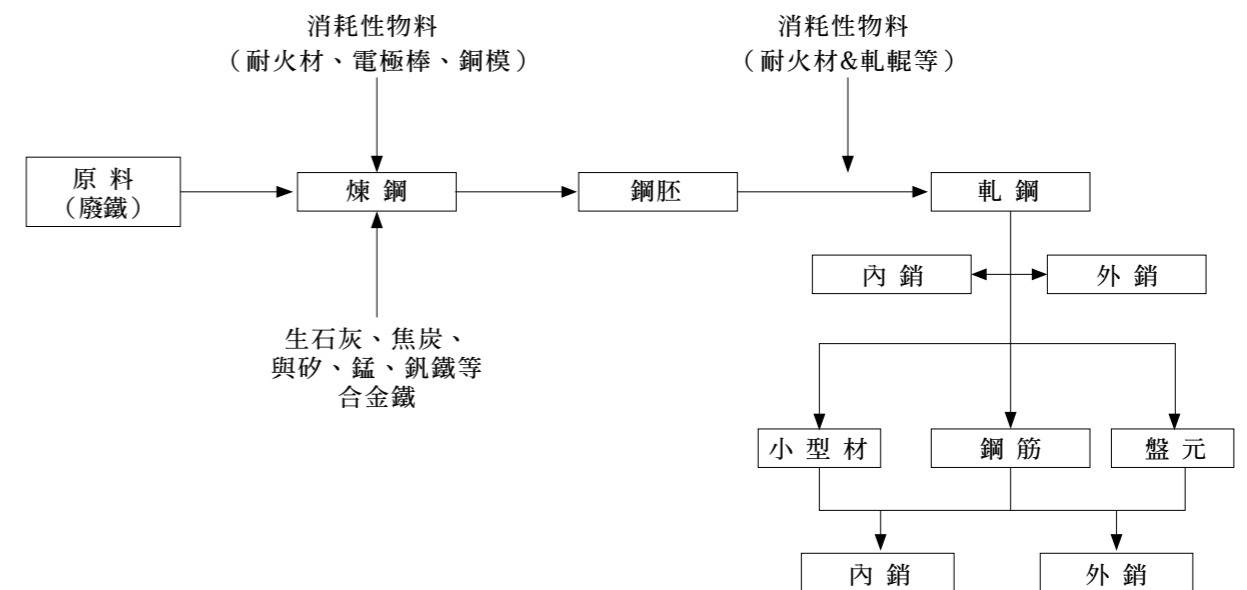 消耗性物料
（耐火材、電極棒、銅模）
消耗性物料
（耐火材&軋輥等）
原 料
（廢鐵）
煉 鋼
鋼胚
軋 鋼
內 銷
外 銷
生石灰、焦炭、
與矽、錳、釩鐵等
合金鐵
小 型 材
鋼 筋
盤 元
內 銷
外 銷